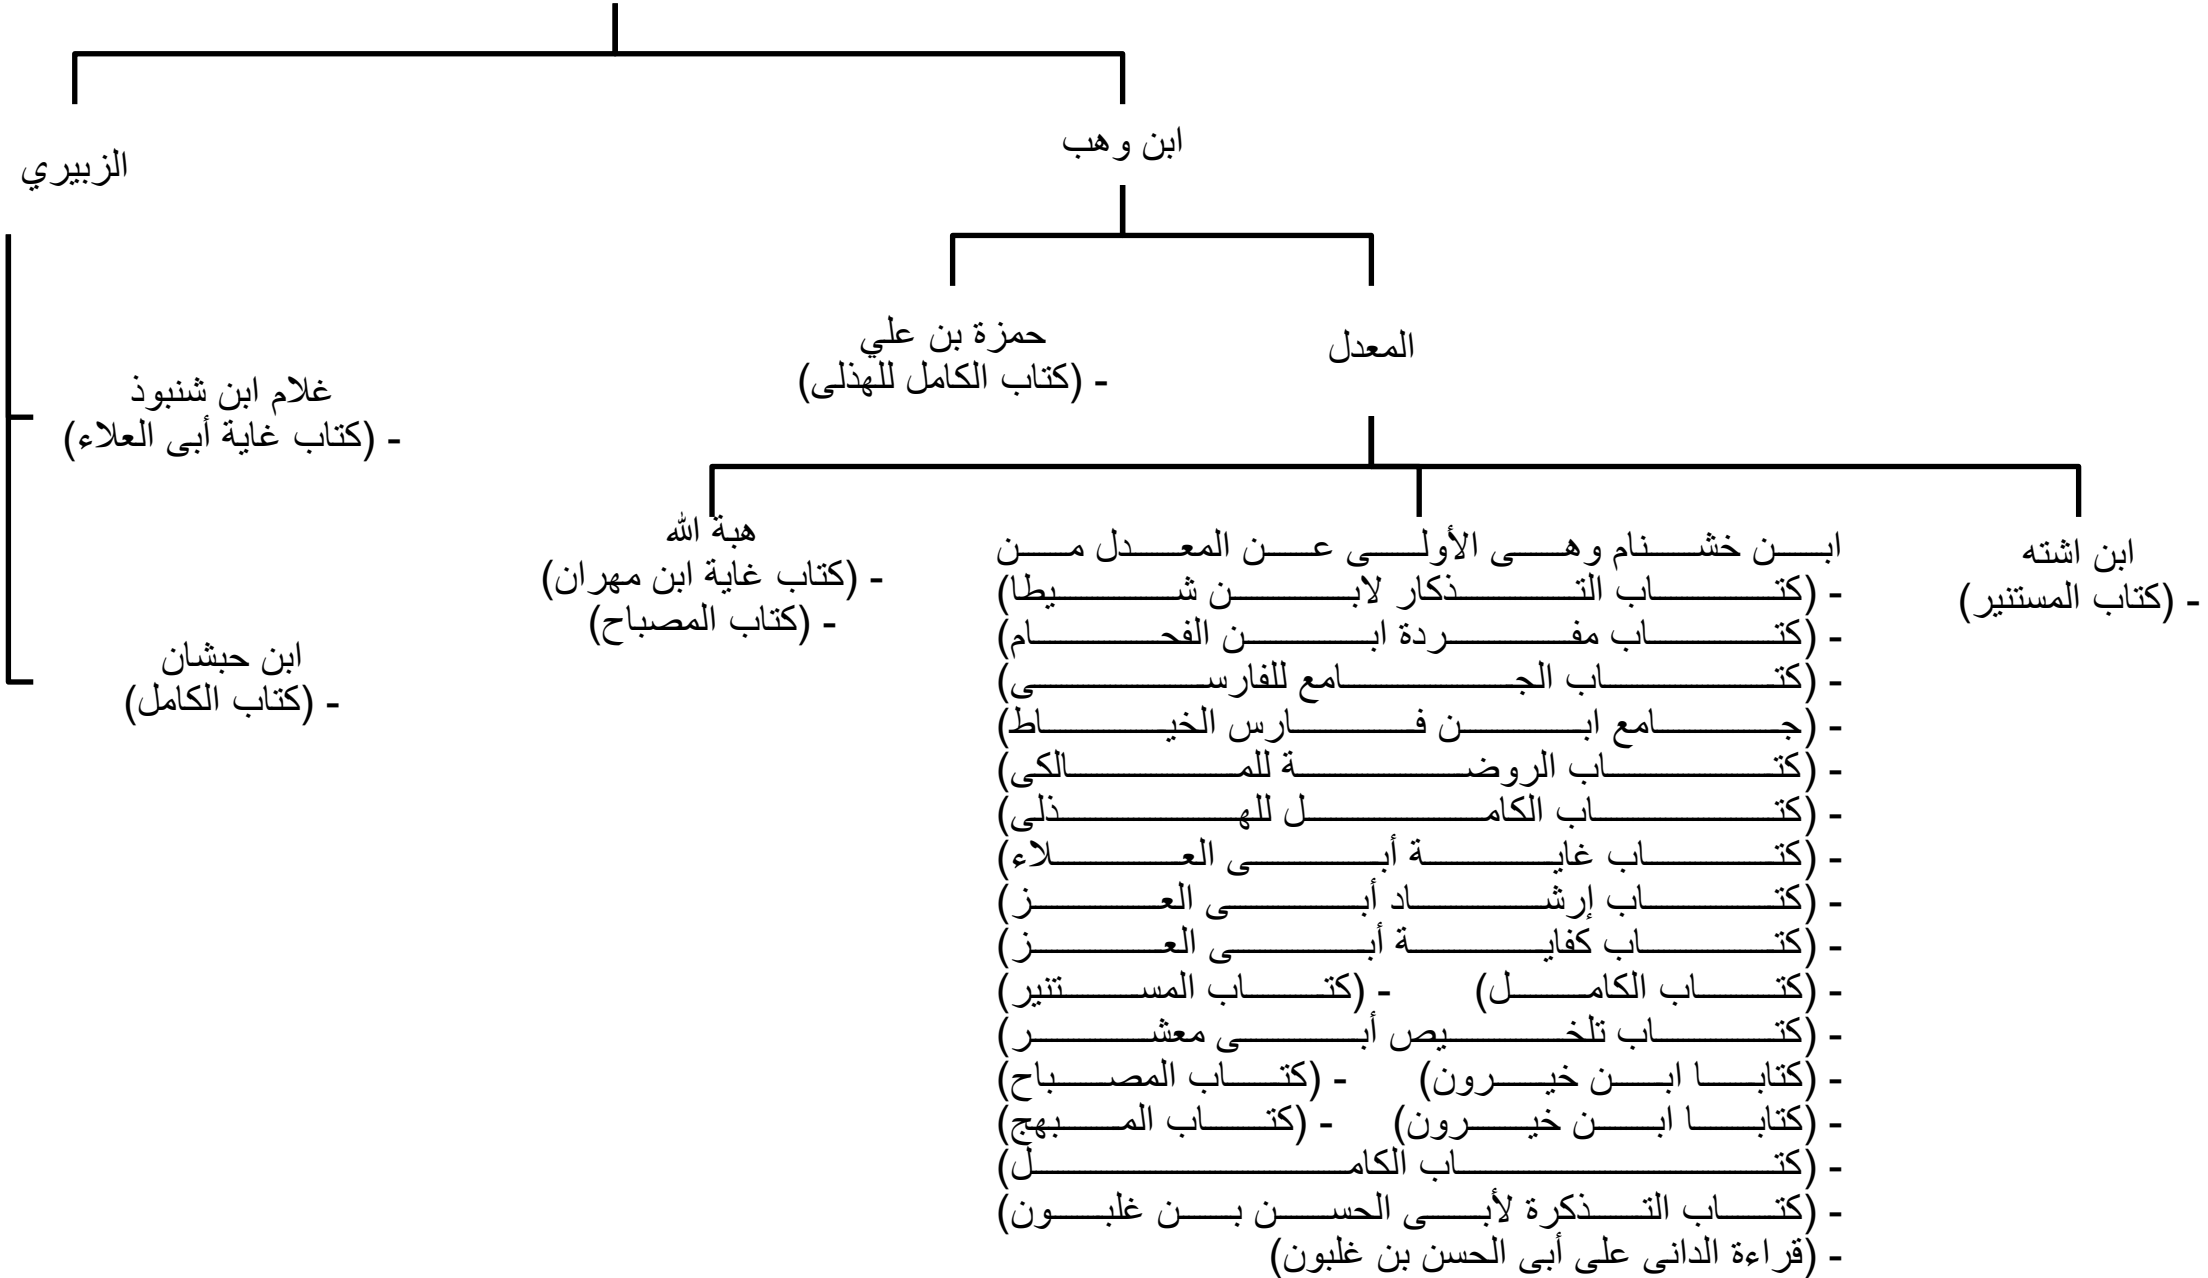 ابن وهب
الزبيري
المعدل
حمزة بن علي
- (كتاب الكامل للهذلى)
ابن اشته
- (كتاب المستنير)
ابن خشنام وهى الأولى عن المعدل من
- (كتاب التذكار لابن شيطا)
- (كتاب مفردة ابن الفحام)
- (كتاب الجامع للفارسى)
- (جامع ابن فارس الخياط)
- (كتاب الروضة للمالكى)
- (كتاب الكامل للهذلى)
- (كتاب غاية أبى العلاء)
- (كتاب إرشاد أبى العز)
- (كتاب كفاية أبى العز)
- (كتاب الكامل) - (كتاب المستنير)
- (كتاب تلخيص أبى معشر)
- (كتابا ابن خيرون) - (كتاب المصباح)
- (كتابا ابن خيرون) - (كتاب المبهج)
- (كتاب الكامل)
- (كتاب التذكرة لأبى الحسن بن غلبون)
- (قراءة الدانى على أبى الحسن بن غلبون)
هبة الله
- (كتاب غاية ابن مهران)
- (كتاب المصباح)
غلام ابن شنبوذ
- (كتاب غاية أبى العلاء)
ابن حبشان
- (كتاب الكامل)